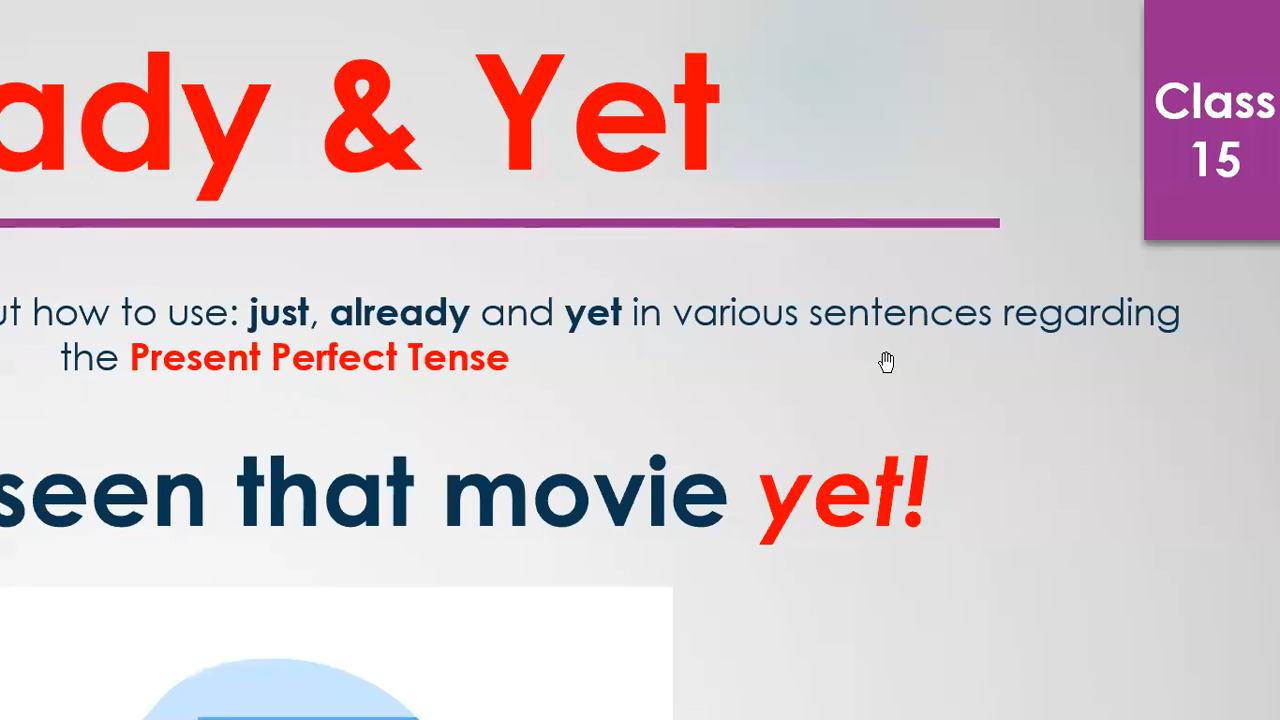 ady & Yet
Class
15
ut how to use: just, already and yet in various sentences regarding
the Present Perfect Tense
seen that movie yet!